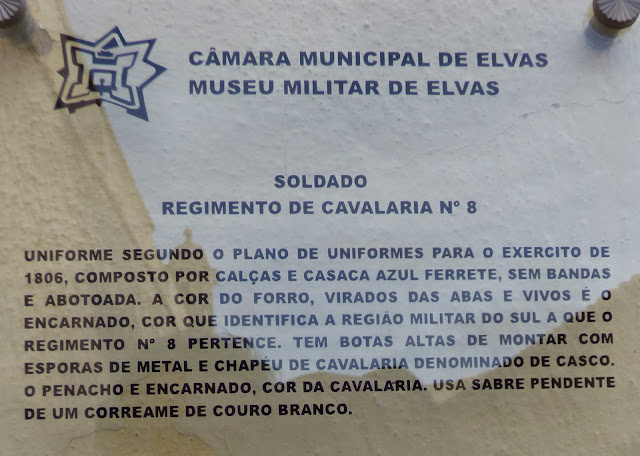 CÂMARA MUNICIPAL DE ELVAS
MUSEU MILITAR DE ELVAS
SOLDADO
REGIMENTO DE CAVALARIA Nº 8
UNIFORME SEGUNDO O PLANO DE UNIFORMES PARA O EXERCITO DE
1806, COMPOSTO POR CALÇAS E CASACA AZUL FERRETE, SEM BANDAS
E ABOTOADA. A COR DO FORRO, VIRADOS DAS ABAS E VIVOS É O
ENCARNADO, COR QUE IDENTIFICA A REGIÃO MILITAR DO SUL A QUE O
REGIMENTO Nº 8 PERTENCE. TEM BOTAS ALTAS DE MONTAR COM
ESPORAS DE METAL E CHAPÉU DE CAVALARIA DENOMINADO DE CASCO.
O PENACHO E ENCARNADO, COR DA CAVALARIA. USA SABRE PENDENTE
DE UM CORREAME DE COURO BRANCO.